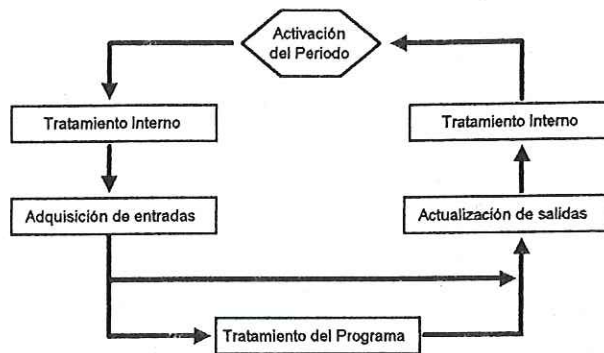 Activación
del Periodo
Tratamiento Interno
Tratamiento Interno
Adquisición de entradas
Actualización de salidas
Tratamiento del Programa